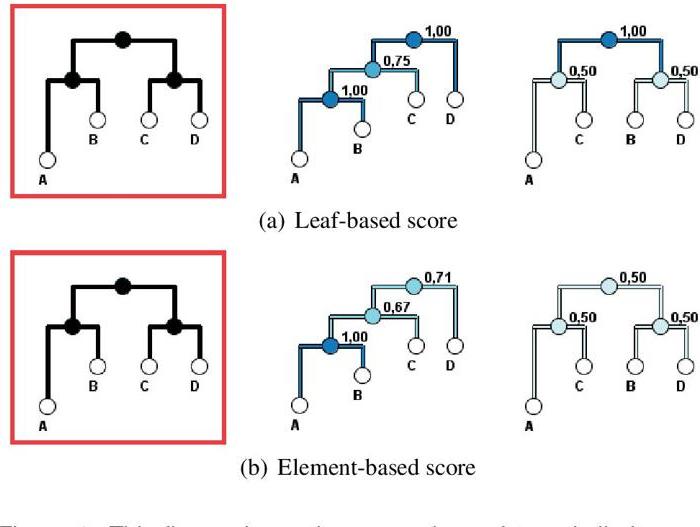 1,00
1,00
0,75
0,50
0,50
1,00
B C D
C D
C B D
B
A
A
A
(a) Leaf-based score
0,71
0,50
0,67
0,50
0,50
1,00
B C D
C D
C B D
B
A
A
A
(b) Element-based score